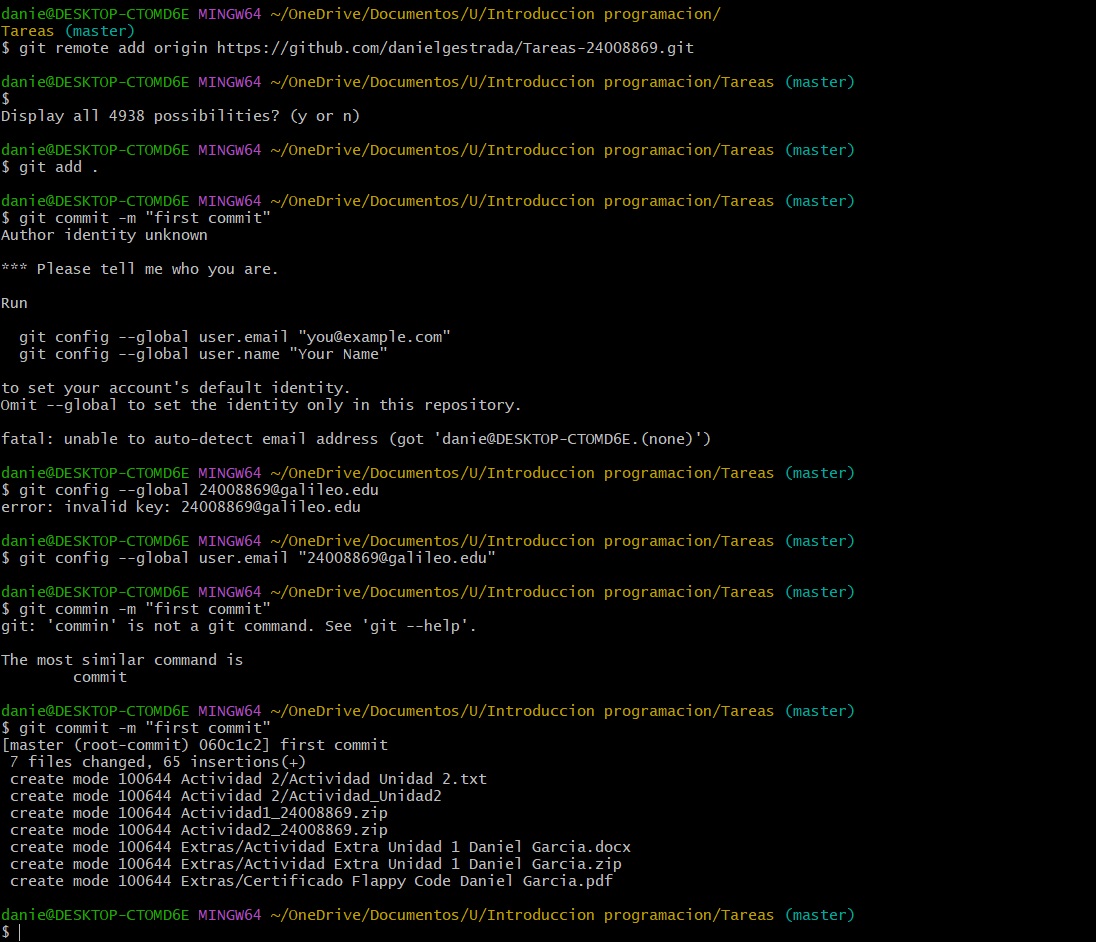 danie@DESKTOP-CTOMD6E MINGW64 ~/OneDrive/Documentos/U/Introduccion programacion/
Tareas (master)
$ git remote add origin https://github.com/danielgestrada/Tareas-24008869.git
danie@DESKTOP-CTOMD6E MINGW64 ~/OneDrive/Documentos/U/Introduccion programacion/Tareas (master)
$
Display all 4938 possibilities? (y or n)
danie@DESKTOP-CTOMD6E MINGW64 ~/OneDrive/Documentos/U/Introduccion programacion/Tareas (master)
$ git add .
danie@DESKTOP-CTOMD6E MINGW64 ~/OneDrive/Documentos/U/Introduccion programacion/Tareas (master)
$ git commit -m "first commit"
Author identity unknown
*** Please tell me who you are.
Run
  git config --global user.email "you@example.com"
  git config --global user.name "Your Name"
to set your account's default identity.
Omit --global to set the identity only in this repository.
fatal: unable to auto-detect email address (got 'danie@DESKTOP-CTOMD6E.(none)')
danie@DESKTOP-CTOMD6E MINGW64 ~/OneDrive/Documentos/U/Introduccion programacion/Tareas (master)
$ git config --global 24008869@galileo.edu
error: invalid key: 24008869@galileo.edu
danie@DESKTOP-CTOMD6E MINGW64 ~/OneDrive/Documentos/U/Introduccion programacion/Tareas (master)
$ git config --global user.email "24008869@galileo.edu"
danie@DESKTOP-CTOMD6E MINGW64 ~/OneDrive/Documentos/U/Introduccion programacion/Tareas (master)
$ git commin -m "first commit"
git: 'commin' is not a git command. See 'git --help'.
The most similar command is
        commit
danie@DESKTOP-CTOMD6E MINGW64 ~/OneDrive/Documentos/U/Introduccion programacion/Tareas (master)
$ git commit -m "first commit"
[master (root-commit) 060c1c2] first commit
 7 files changed, 65 insertions(+)
 create mode 100644 Actividad 2/Actividad Unidad 2.txt
 create mode 100644 Actividad 2/Actividad_Unidad2
 create mode 100644 Actividad1_24008869.zip
 create mode 100644 Actividad2_24008869.zip
 create mode 100644 Extras/Actividad Extra Unidad 1 Daniel Garcia.docx
 create mode 100644 Extras/Actividad Extra Unidad 1 Daniel Garcia.zip
 create mode 100644 Extras/Certificado Flappy Code Daniel Garcia.pdf
danie@DESKTOP-CTOMD6E MINGW64 ~/OneDrive/Documentos/U/Introduccion programacion/Tareas (master)
$